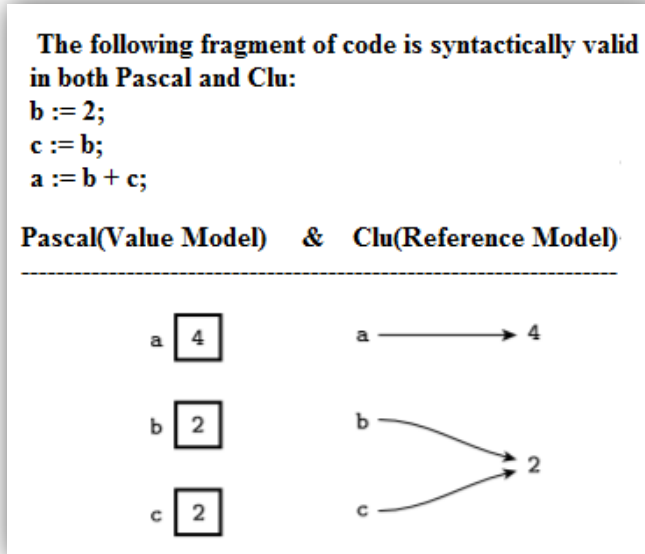 The following fragment of code is syntactically valid
in both Pascal and Clu:
b := 2;
c := b;
a := b + c;
Pascal(Value Model) & Clu(Reference Model)
a 4 a 4
b 2 b
2
c 2 c